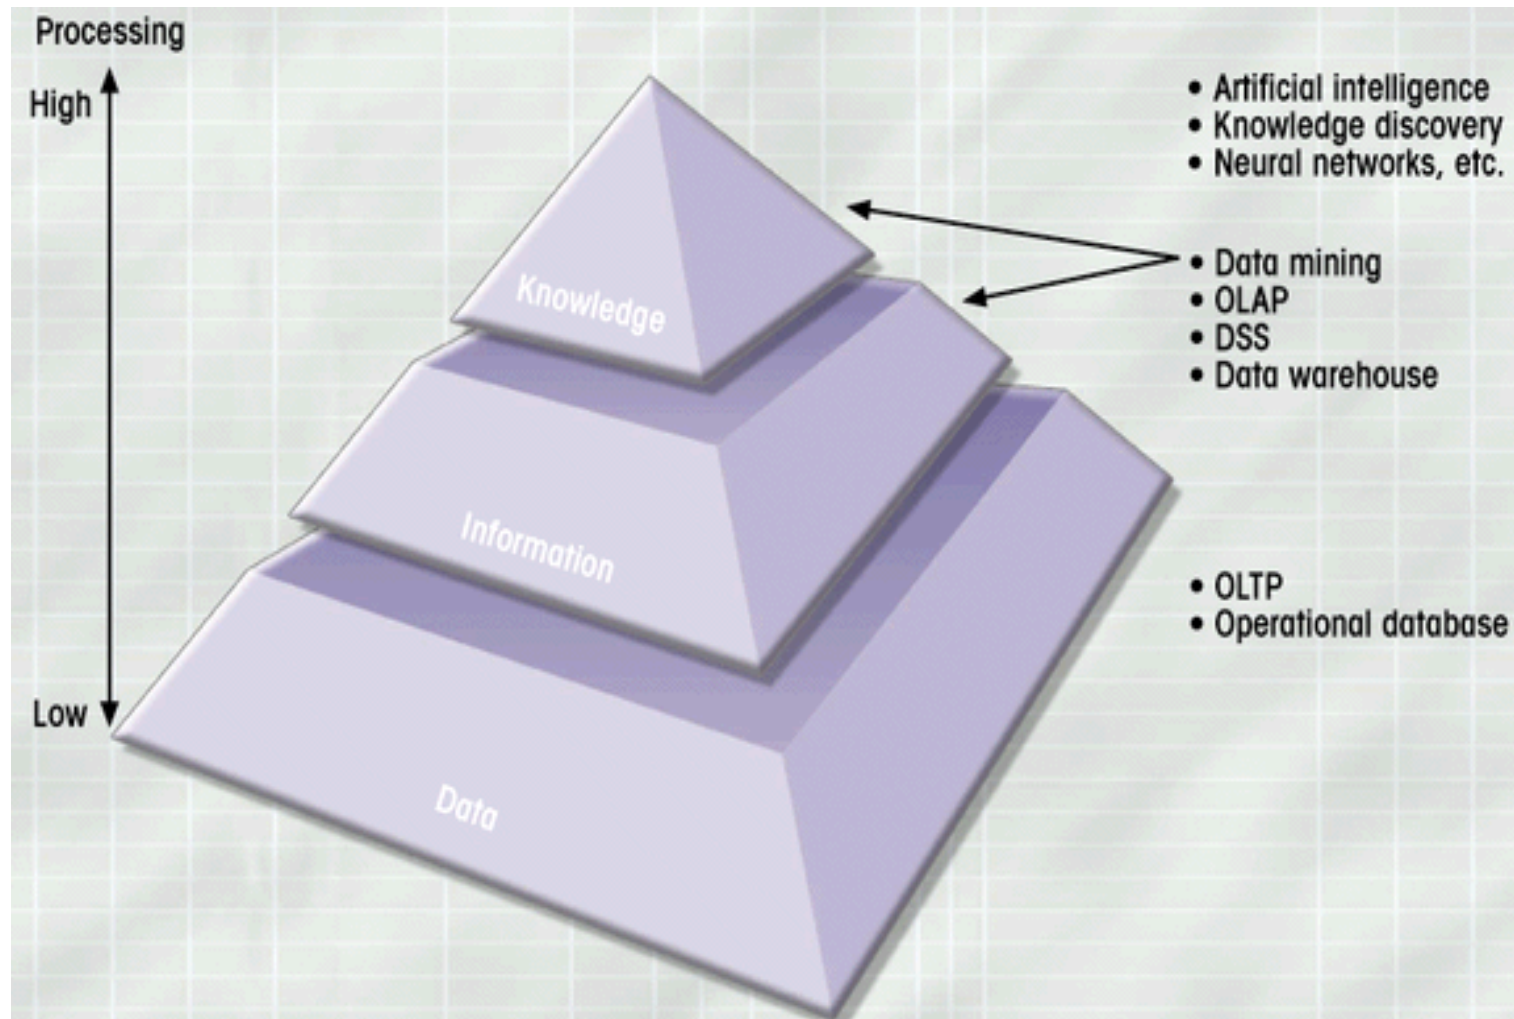 Processing
High
• Artificial intelligence
• Knowledge discovery
• Neural networks, etc.
• Data mining
• OLAP
• DSS
• Data warehouse
Knowledge
Information
• OLTP
• Operational database
Low
Data